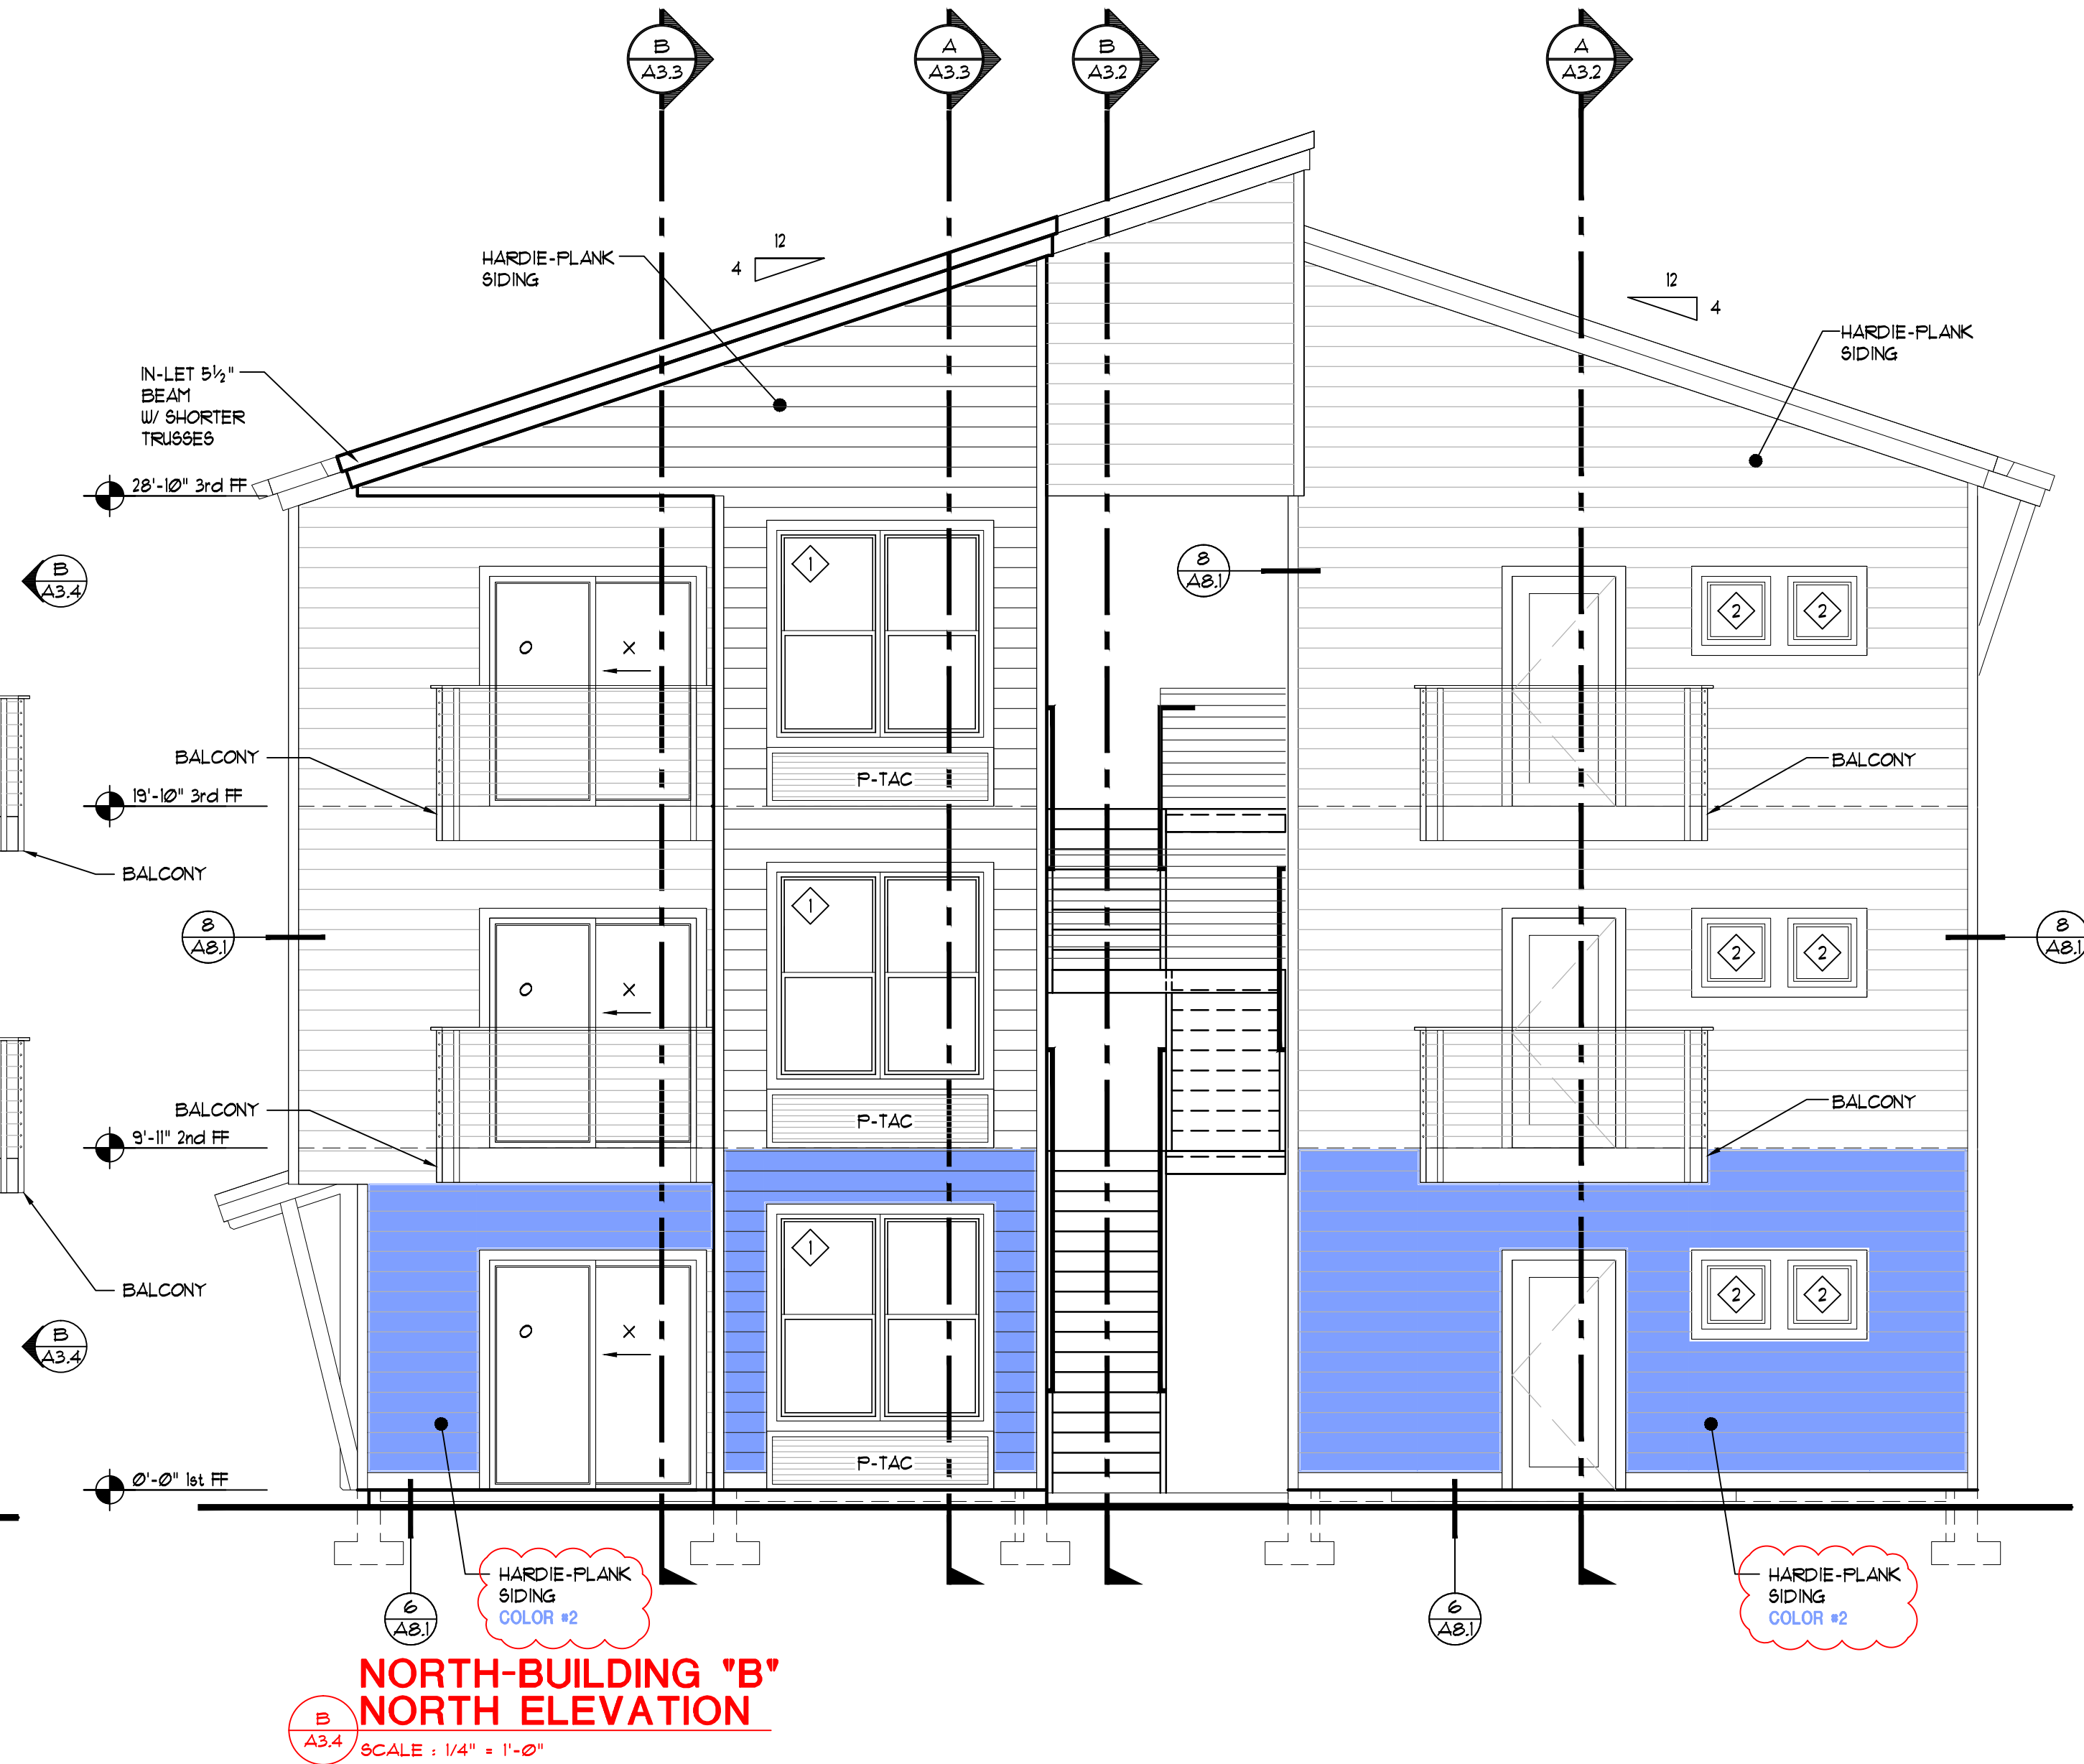 B
A3.3
A
A3.3
B
A3.2
A
A3.2
HARDIE-PLANK
SIDING
12
4
12
4
HARDIE-PLANK
SIDING
IN-LET 5½"
BEAM
W/ SHORTER
TRUSSES
28'-10" 3rd FF
B
A3.4
8
A8.1
1
2
2
O
X
BALCONY
P-TAC
BALCONY
19'-10" 3rd FF
BALCONY
8
A8.1
1
2
2
8
A8.1
O
X
BALCONY
P-TAC
BALCONY
9'-11" 2nd FF
BALCONY
1
2
2
B
A3.4
O
X
P-TAC
0'-0" 1st FF
HARDIE-PLANK
SIDING
COLOR #2
HARDIE-PLANK
SIDING
COLOR #2
6
A8.1
6
A8.1
NORTH-BUILDING "B"
NORTH ELEVATION
B
A3.4
SCALE : 1/4" = 1'-0"